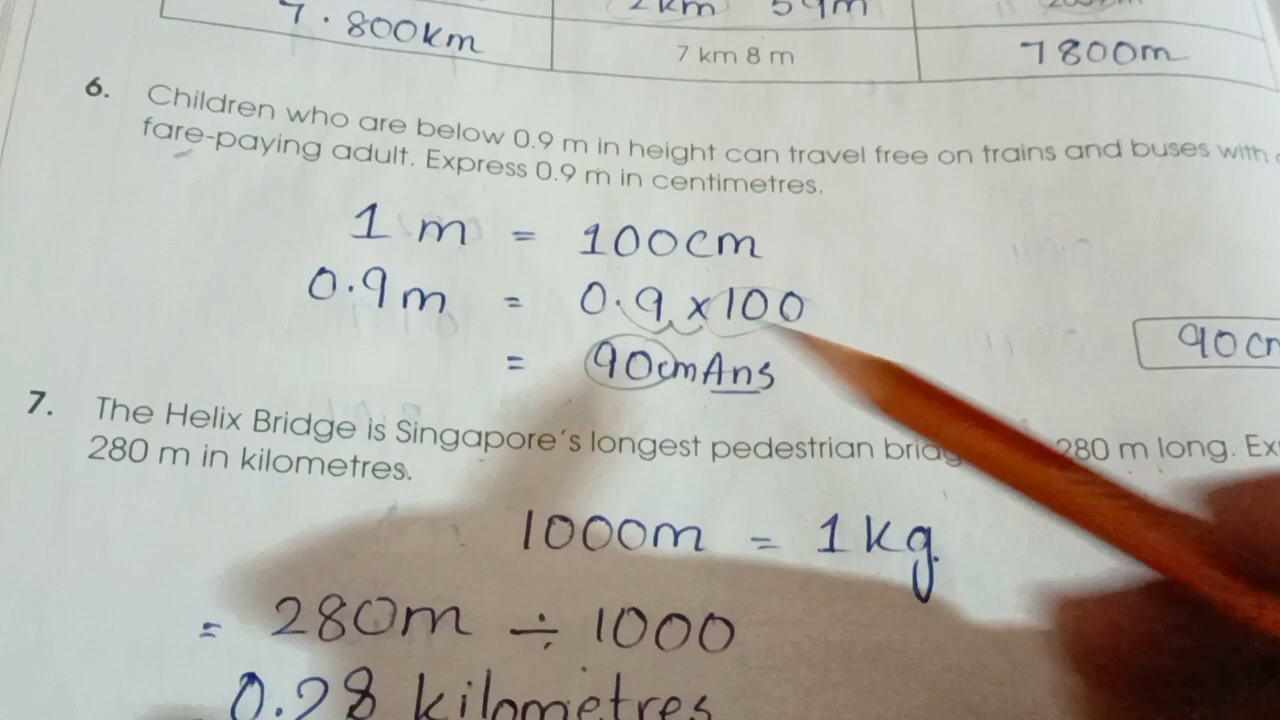 2km 59m
7.800km 7 km 8 m 7800m
6. Children who are below 0.9 m in height can travel free on trains and buses with
fare-paying adult. Express 0.9 m in centimetres.
1 m = 100cm
0.9m = 0.9 x 100
= 90cm Ans
90cm
7. The Helix Bridge is Singapore's longest pedestrian 280 m long.
280 m in kilometres.
1000m = 1kg.
= 280m ÷ 1000
0.28 kilometres